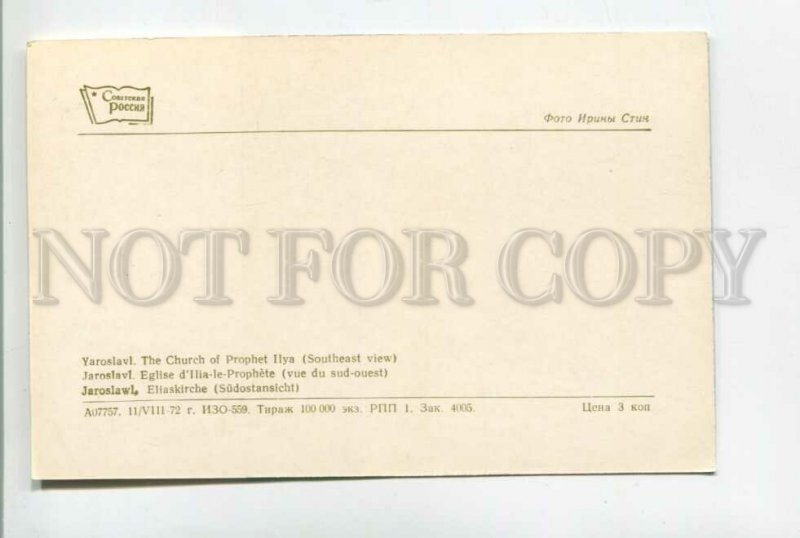 Советская
Россия
Фото Ирины Стин
NOT FOR COPY
Yaroslavl. The Church of Prophet Ilya (Southeast view)
Jaroslavl. Eglise d'Ilia-le-Prophète (vue du sud-ouest)
Jaroslawl, Eliaskirche (Südostansicht)
А07757. 11/VIII-72 г. ИЗО-559. Тираж 100 000 экз. РПП 1. Зак. 4005. Цена 3 коп